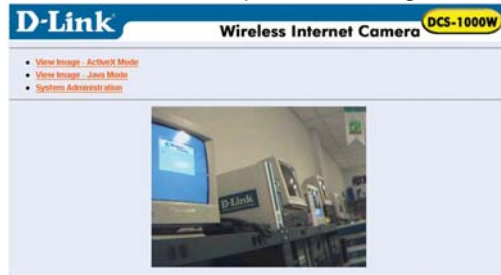 D-Link
Wireless Internet Camera
DCS-1000W
View Image - ActiveX Mode
View Image - Java Mode
System Administration
D-Link